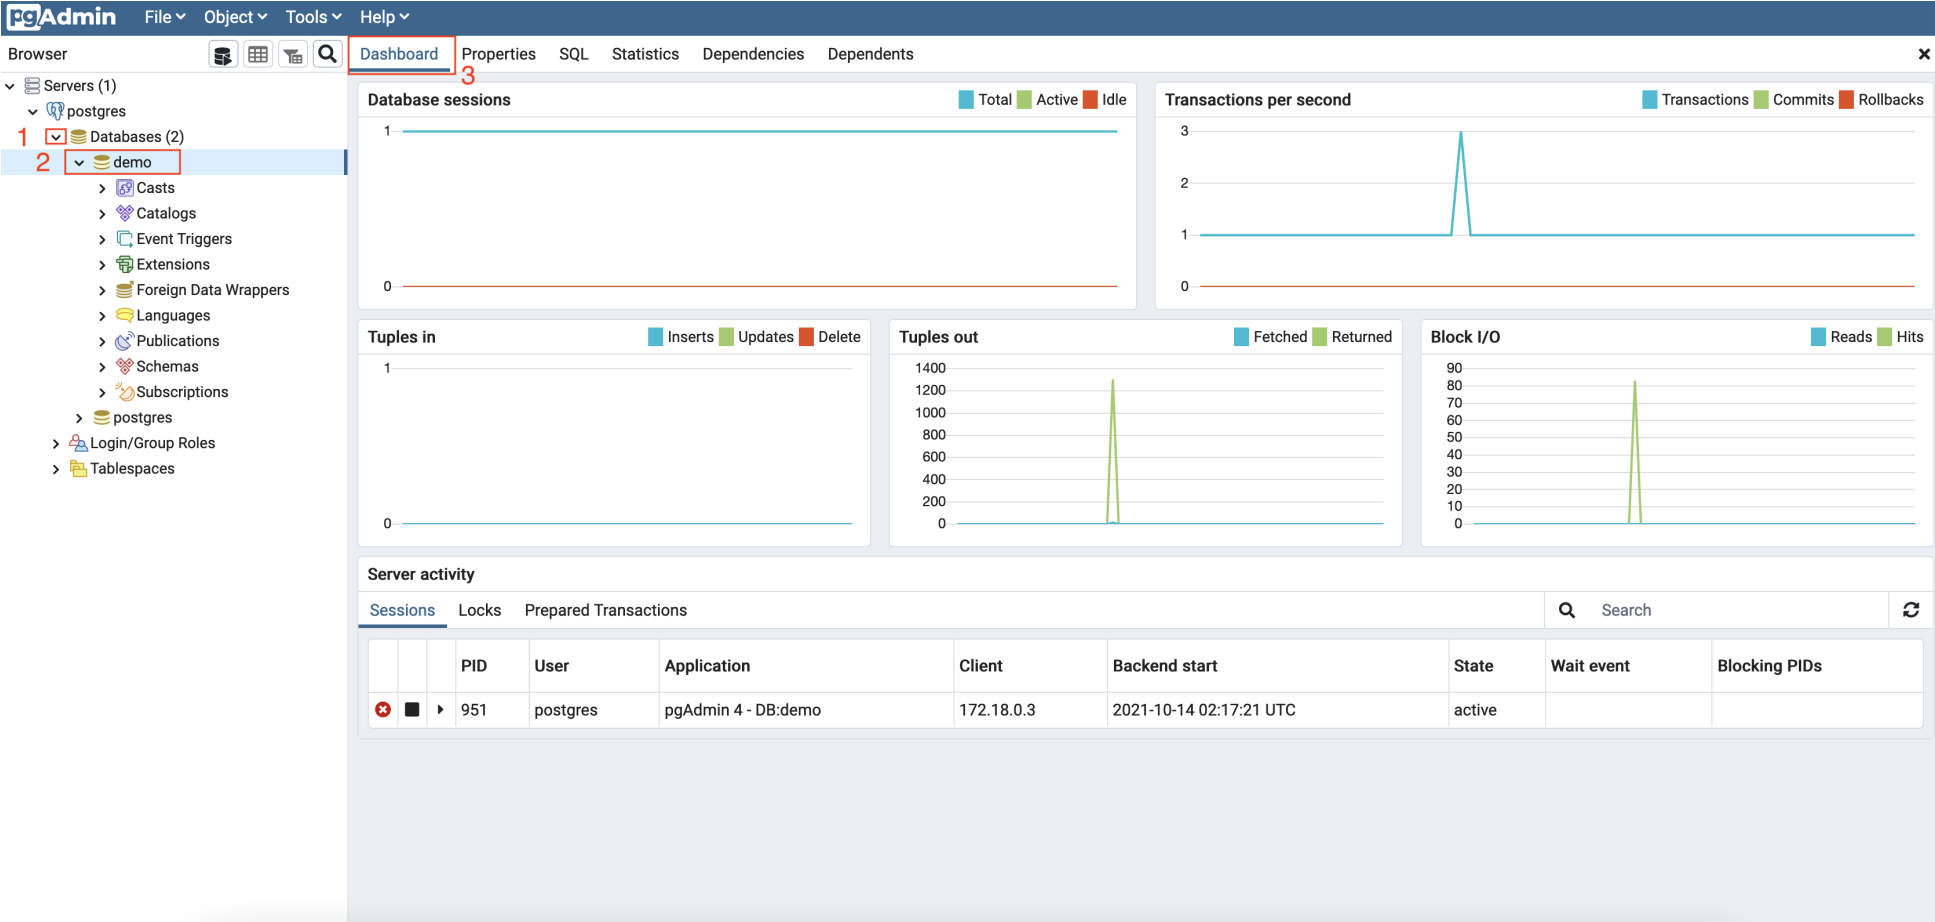 pgAdmin File Object Tools Help
Browser
Dashboard Properties SQL Statistics Dependencies Dependents
3
Servers (1)
postgres
1 Databases (2)
2 demo
Casts
Catalogs
Event Triggers
Extensions
Foreign Data Wrappers
Languages
Publications
Schemas
Subscriptions
postgres
Login/Group Roles
Tablespaces
Database sessions Total Active Idle
1
0
Transactions per second Transactions Commits Rollbacks
3
2
1
0
Tuples in Inserts Updates Delete
1
0
Tuples out Fetched Returned
1400
1200
1000
800
600
400
200
0
Block I/O Reads Hits
90
80
70
60
50
40
30
20
10
0
Server activity
Sessions Locks Prepared Transactions Search
PID User Application Client Backend start State Wait event Blocking PIDs
951 postgres pgAdmin 4 - DB:demo 172.18.0.3 2021-10-14 02:17:21 UTC active